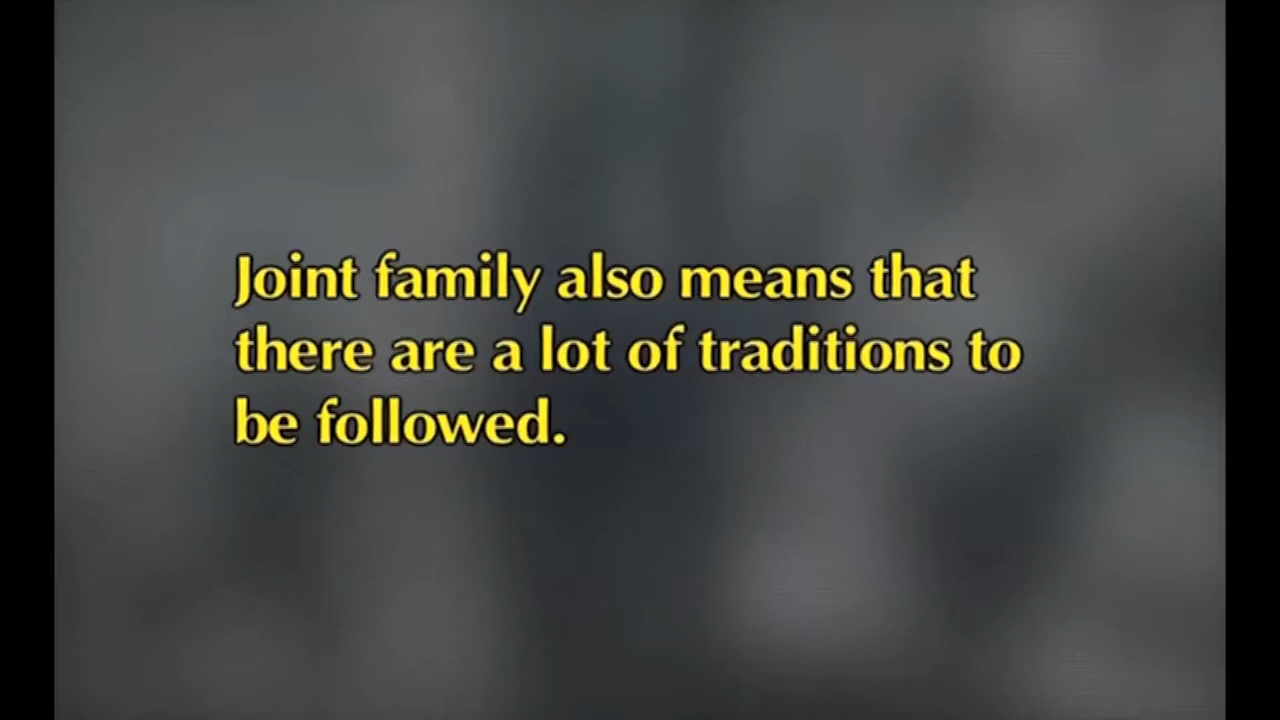 Joint family also means that
there are a lot of traditions to
be followed.